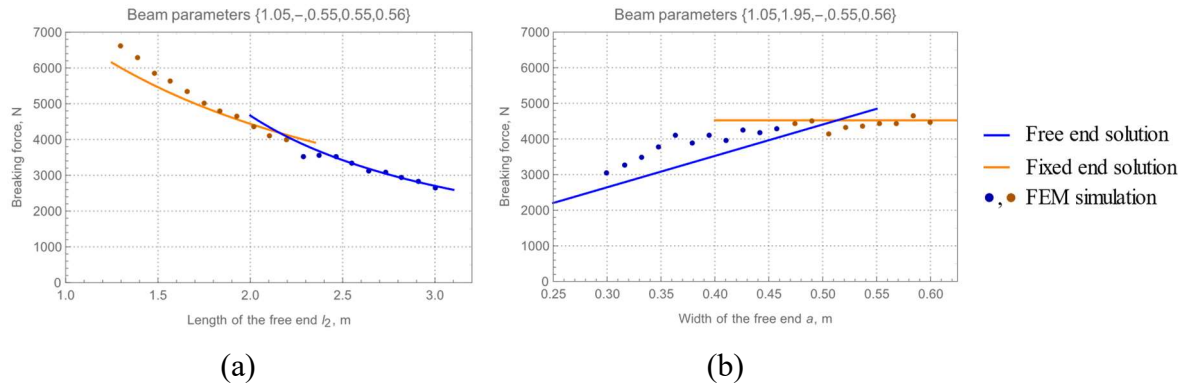 Beam parameters {1.05,−,0.55,0.55,0.56}
7000
6000
5000
4000
3000
2000
1000
0
Breaking force, N
1.0
1.5
2.0
2.5
3.0
Length of the free end l2, m
(a)
Beam parameters {1.05,1.95,−,0.55,0.56}
7000
6000
5000
4000
3000
2000
1000
0
Breaking force, N
0.25
0.30
0.35
0.40
0.45
0.50
0.55
0.60
Width of the free end a, m
(b)
Free end solution
Fixed end solution
, FEM simulation